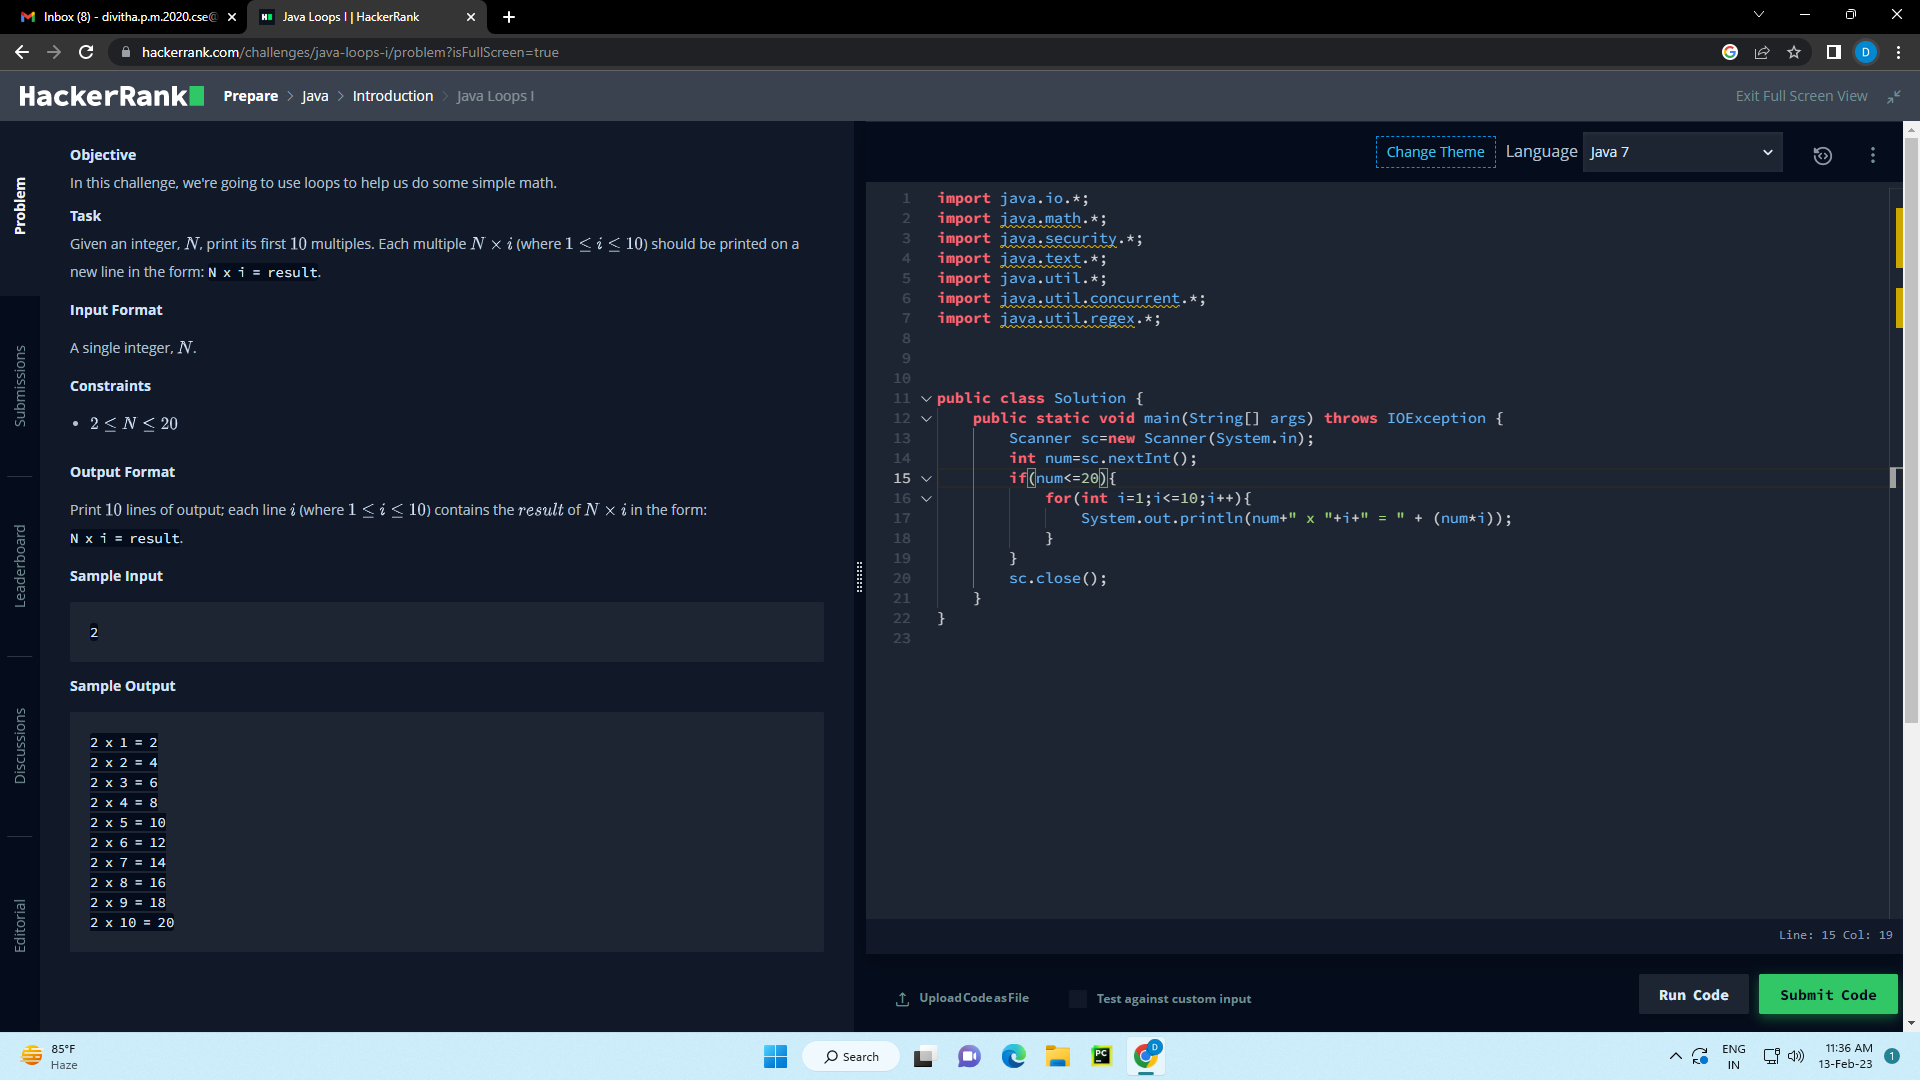 Inbox (8) - divitha.p.m.2020.cse@
Java Loops I | HackerRank
hackerrank.com/challenges/java-loops-i/problem?isFullScreen=true
D
HackerRank
Prepare > Java > Introduction > Java Loops I
Exit Full Screen View
Problem
Submissions
Leaderboard
Discussions
Editorial
Objective
In this challenge, we're going to use loops to help us do some simple math.
Task
Given an integer, N, print its first 10 multiples. Each multiple N × i (where 1 ≤ i ≤ 10) should be printed on a
new line in the form: N x i = result.
Input Format
A single integer, N.
Constraints
• 2 ≤ N ≤ 20
Output Format
Print 10 lines of output; each line i (where 1 ≤ i ≤ 10) contains the result of N × i in the form:
N x i = result.
Sample Input
2
Sample Output
2 x 1 = 2
2 x 2 = 4
2 x 3 = 6
2 x 4 = 8
2 x 5 = 10
2 x 6 = 12
2 x 7 = 14
2 x 8 = 16
2 x 9 = 18
2 x 10 = 20
Change Theme
Language
Java 7
1 import java.io.*;
2 import java.math.*;
3 import java.security.*;
4 import java.text.*;
5 import java.util.*;
6 import java.util.concurrent.*;
7 import java.util.regex.*;
8
9
10
11 public class Solution {
12 public static void main(String[] args) throws IOException {
13 Scanner sc=new Scanner(System.in);
14 int num=sc.nextInt();
15 if(num<=20){
16 for(int i=1;i<=10;i++){
17 System.out.println(num+" x "+i+" = " + (num*i));
18 }
19 }
20 sc.close();
21 }
22 }
23
Line: 15 Col: 19
Upload Code as File
Test against custom input
Run Code
Submit Code
85°F
Haze
Search
PC
D
ENG
IN
11:36 AM
13-Feb-23
1